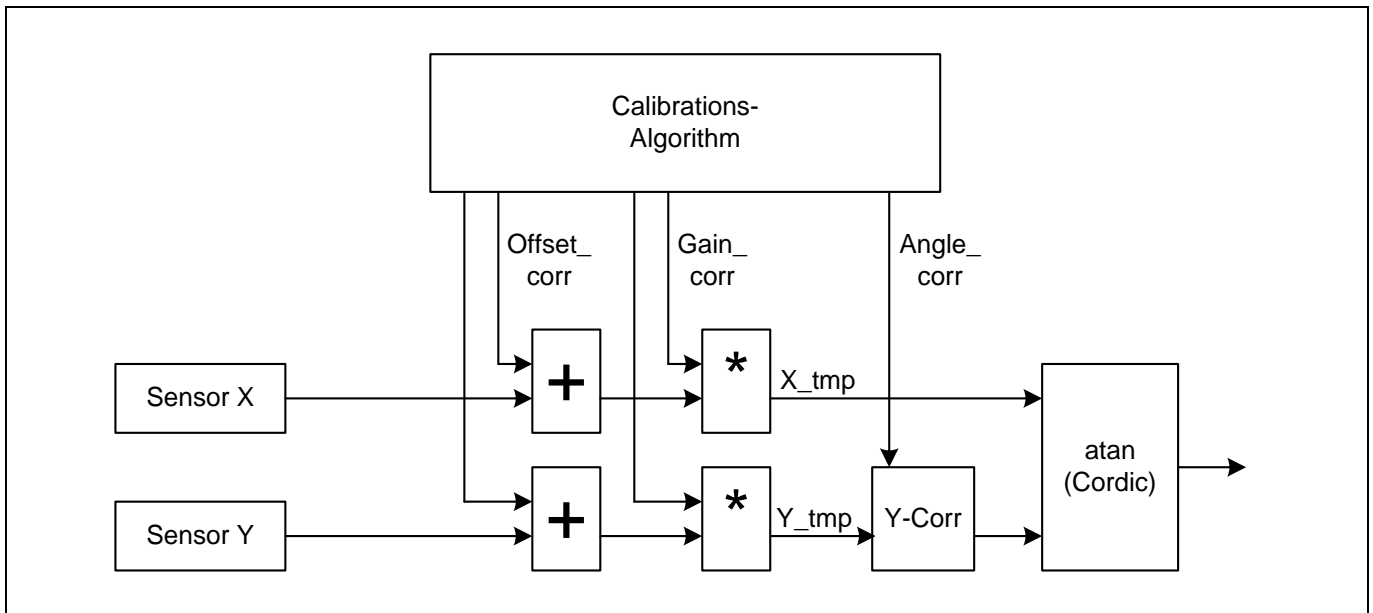 Calibrations-
Algorithm
Offset_
corr
Gain_
corr
Angle_
corr
Sensor X
+
*
X_tmp
atan
(Cordic)
Sensor Y
+
*
Y_tmp
Y-Corr